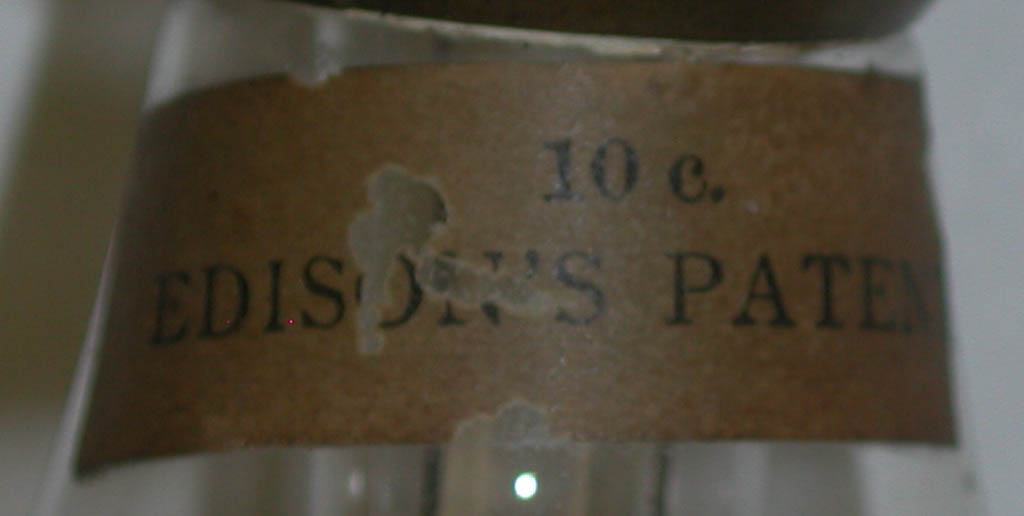 10 c.
EDISON'S PATEN